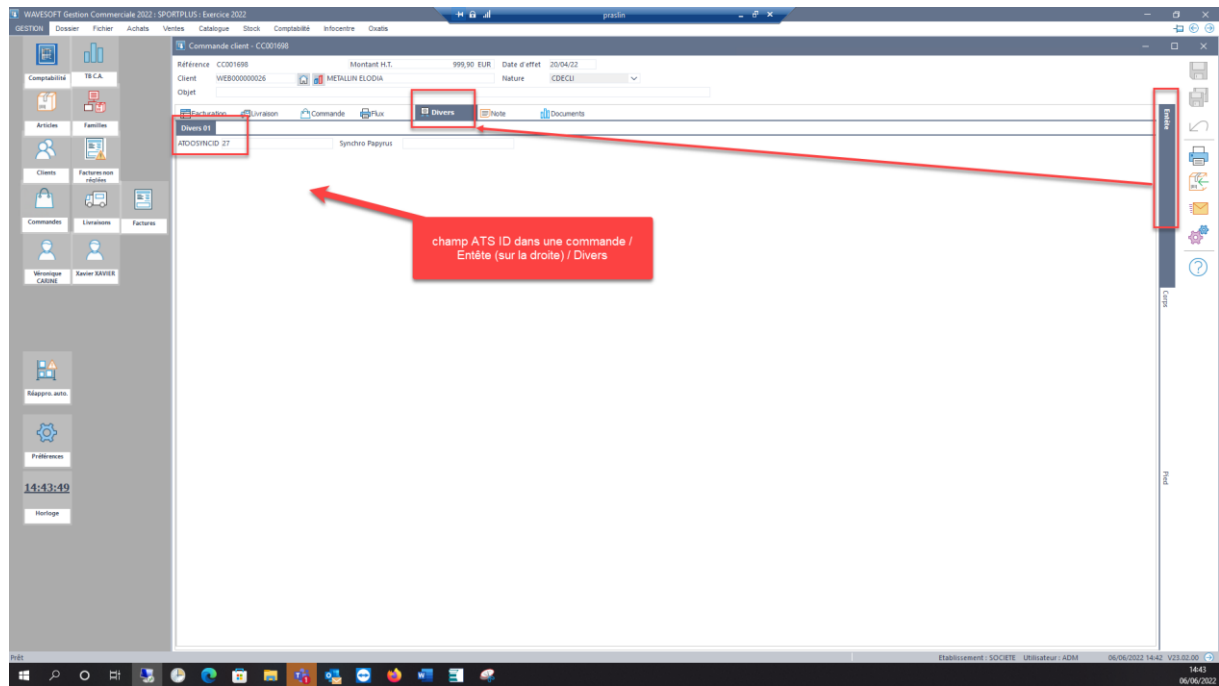 WAVESOFT Gestion Commerciale 2022 : SPORTPLUS : Exercice 2022
praslin
GESTION Dossier Fichier Achats Ventes Catalogue Stock Comptabilité Infocentre Oxatis
Commande client - CC001698
Référence CC001698 Montant H.T. 999,90 EUR Date d'effet 20/04/22
Client WEB000000026 METALLIN ELODIA Nature CDECLI
Objet
Facturation Livraison Commande Flux Divers Note Documents
Divers 01
ATOOSYNCID 27 Synchro Papyrus
champ ATS ID dans une commande /
Entête (sur la droite) / Divers
Entête
Corps
Pied
Comptabilité
TB C.A.
Articles
Familles
Clients
Factures non
réglées
Commandes
Livraisons
Factures
Véronique
CARINE
Xavier XAVIER
Réappro. auto.
Préférences
14:43:49
Horloge
Prêt
Etablissement : SOCIETE Utilisateur : ADM 06/06/2022 14:42 V23.02.00
14:43
06/06/2022